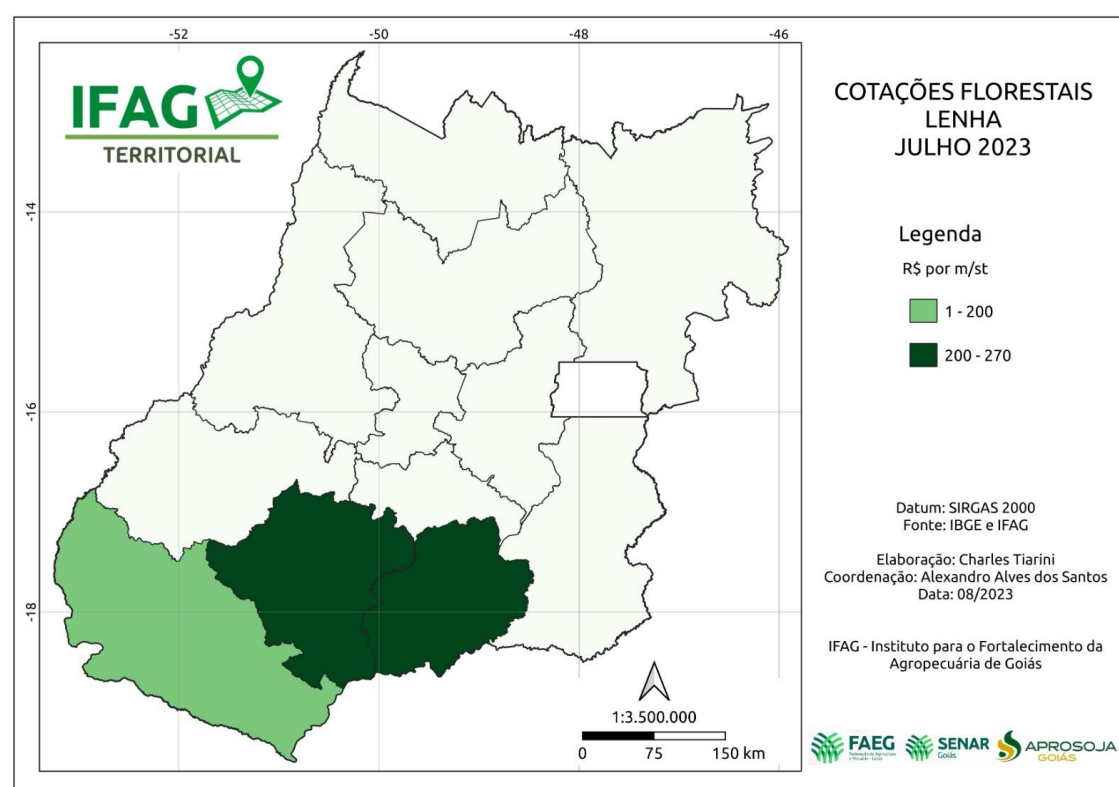 -52
-50
-48
-46
-14
-16
-18
IFAG
TERRITORIAL
1:3.500.000
0 75 150 km
COTAÇÕES FLORESTAIS
LENHA
JULHO 2023
Legenda
R$ por m/st
1 - 200
200 - 270
Datum: SIRGAS 2000
Fonte: IBGE e IFAG
Elaboração: Charles Tiarini
Coordenação: Alexandro Alves dos Santos
Data: 08/2023
IFAG - Instituto para o Fortalecimento da
Agropecuária de Goiás
FAEG
SENAR
Goiás
APROSOJA
GOIÁS